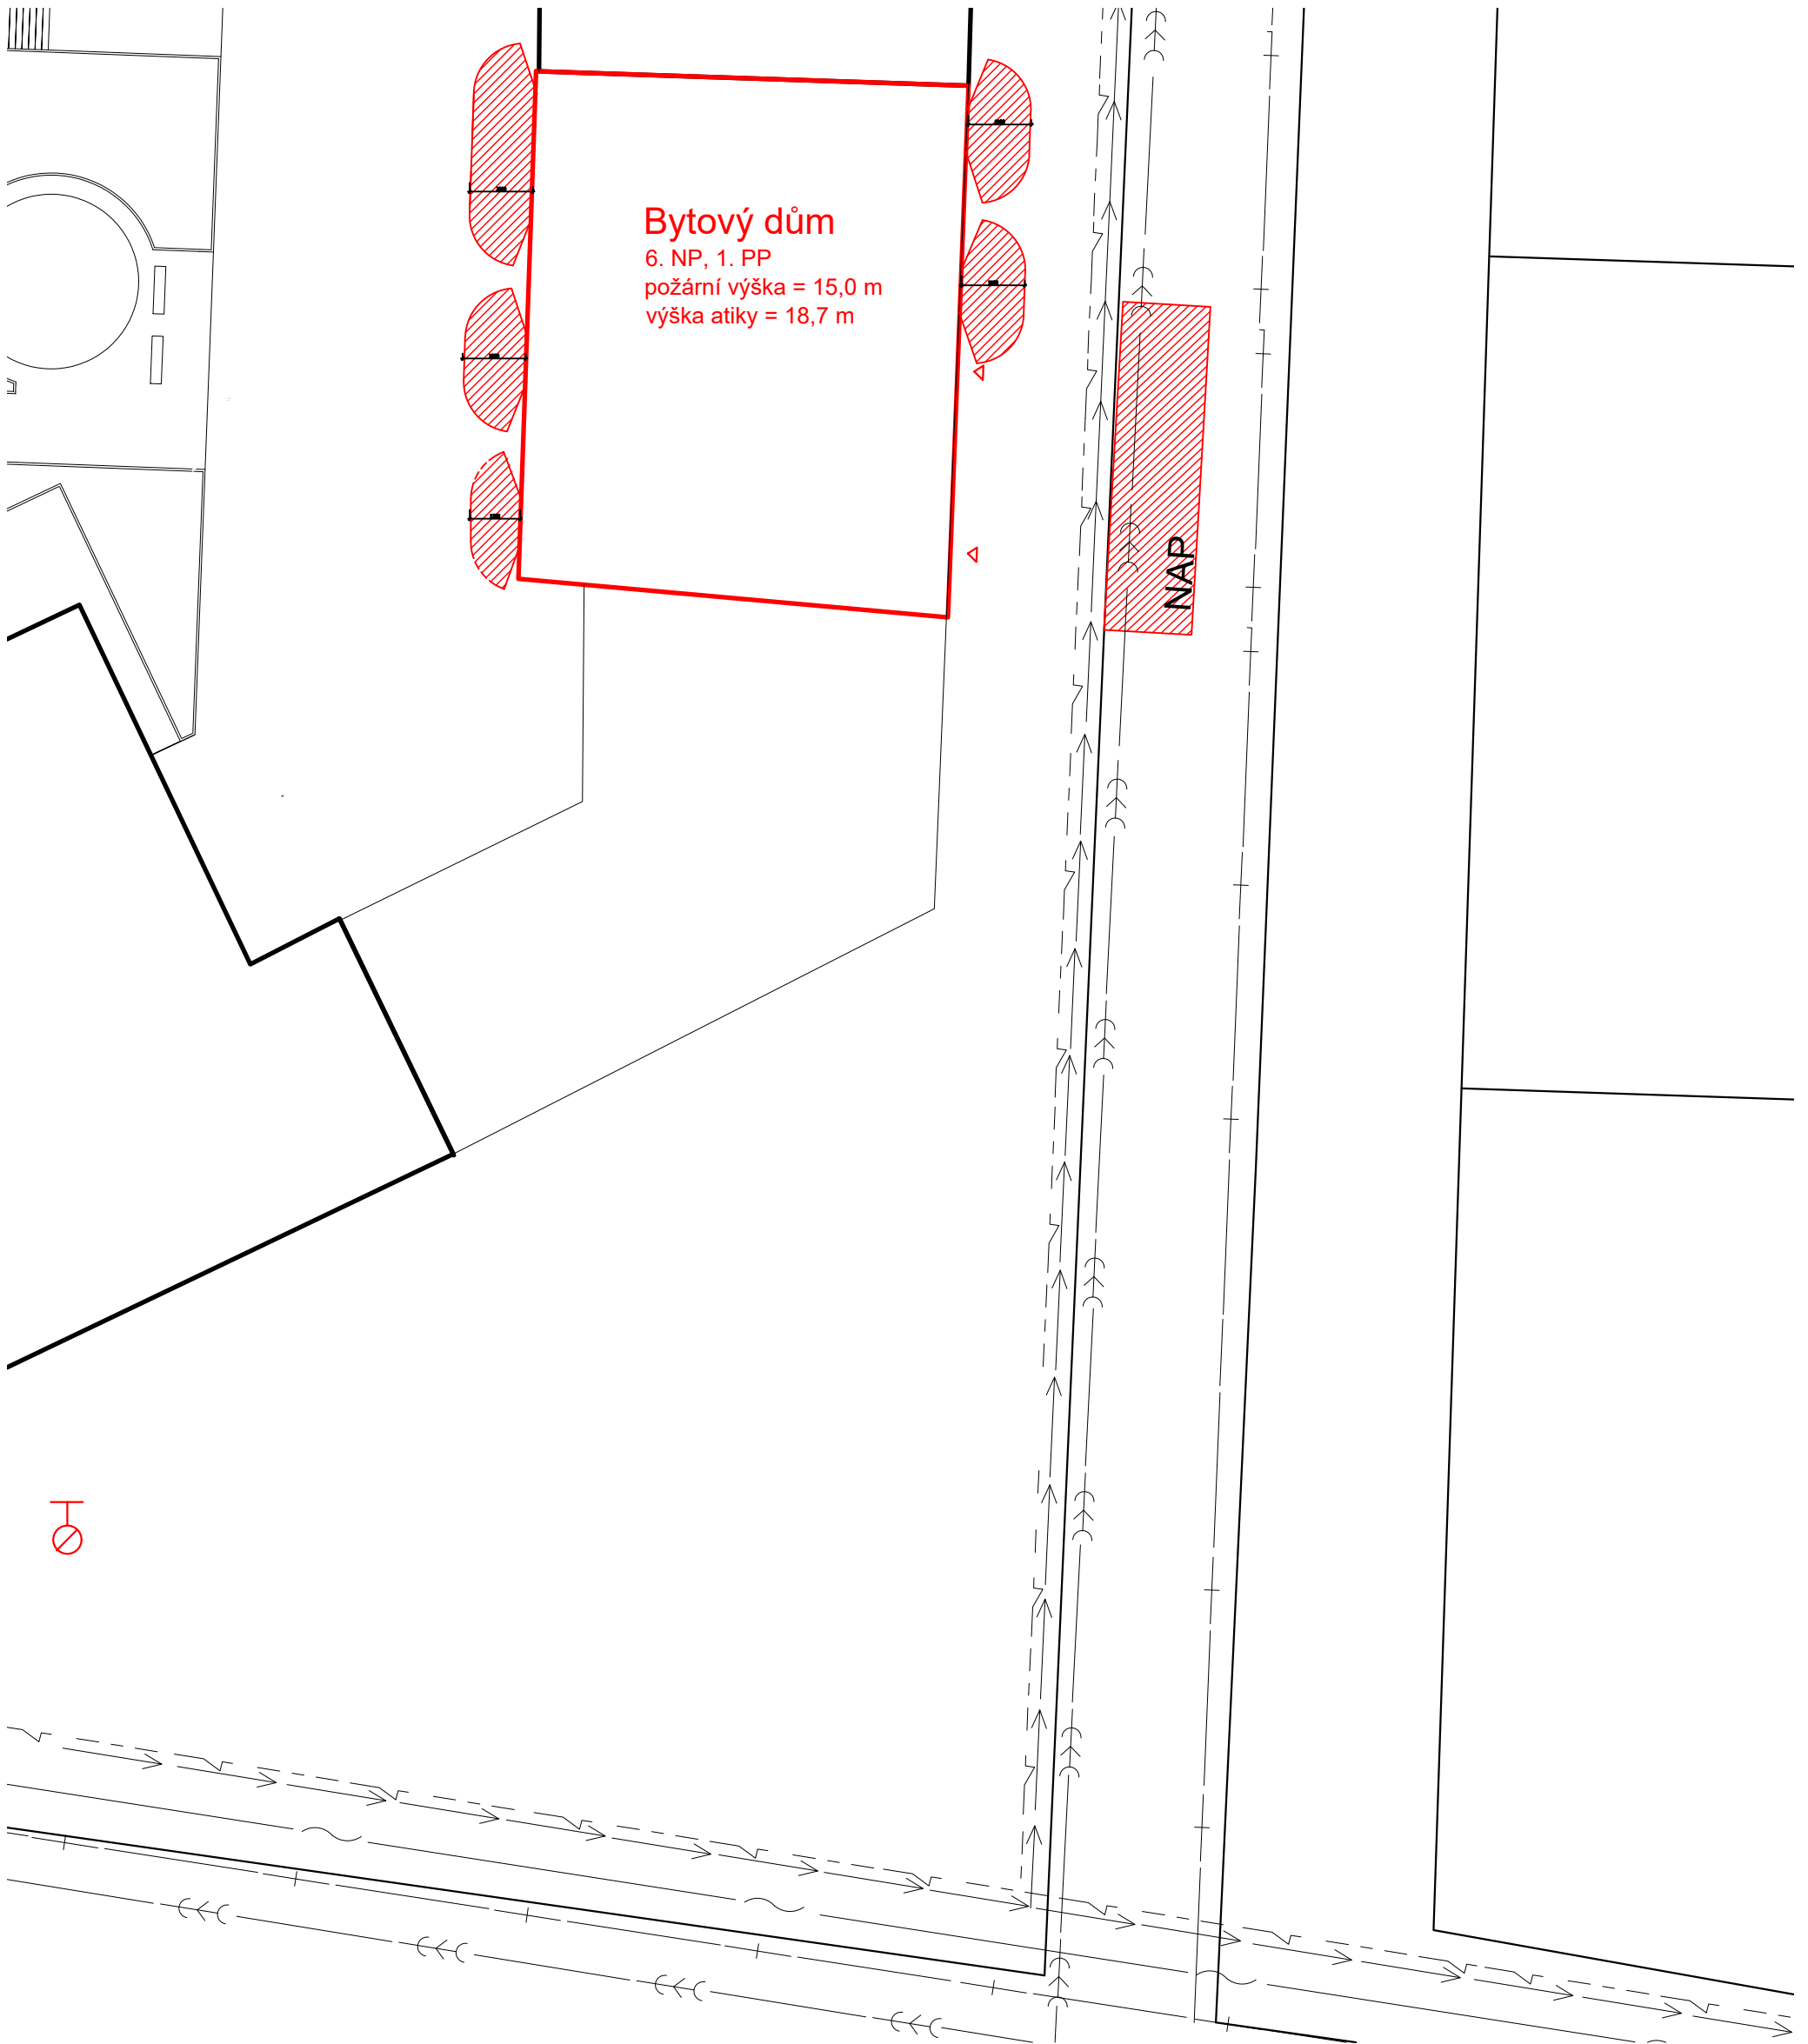 Bytový dům
6. NP, 1. PP
požární výška = 15,0 m
výška atiky = 18,7 m
NAP